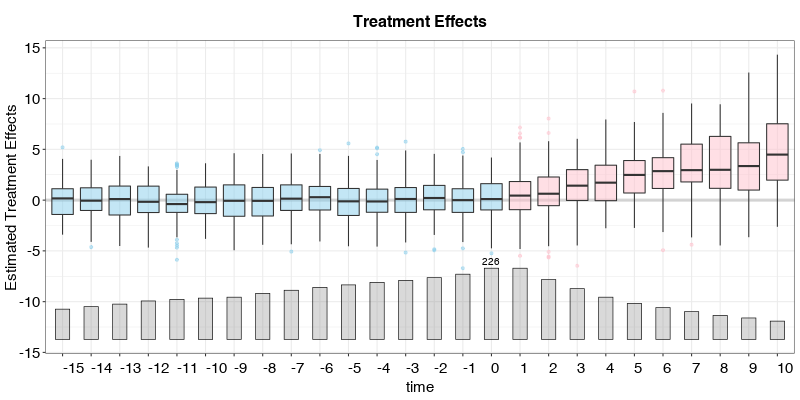 Treatment Effects
Estimated Treatment Effects
15
10
5
0
-5
-10
-15
226
-15 -14 -13 -12 -11 -10 -9 -8 -7 -6 -5 -4 -3 -2 -1 0 1 2 3 4 5 6 7 8 9 10
time